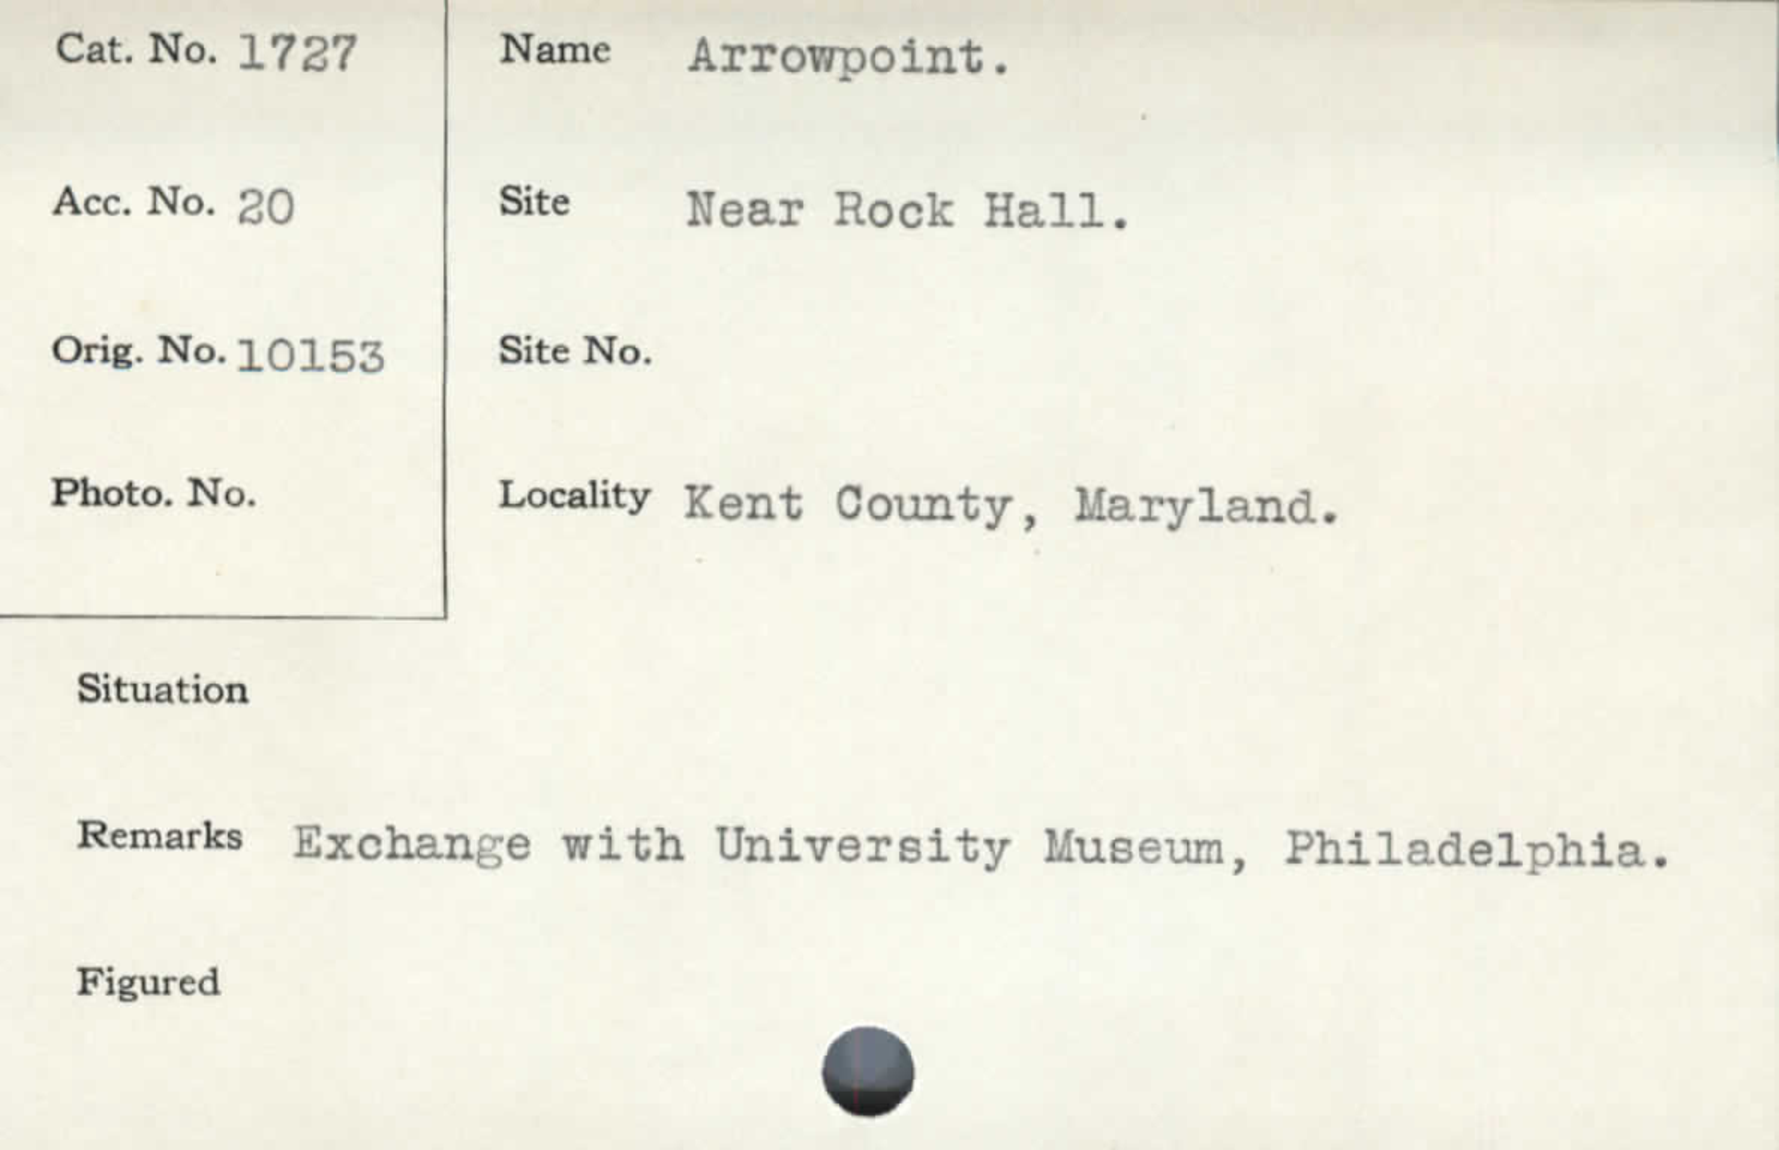 Cat. No. 1727
Name Arrowpoint.
Acc. No. 20
Site Near Rock Hall.
Orig. No. 10153
Site No.
Photo. No.
Locality Kent County, Maryland.
Situation
Remarks Exchange with University Museum, Philadelphia.
Figured